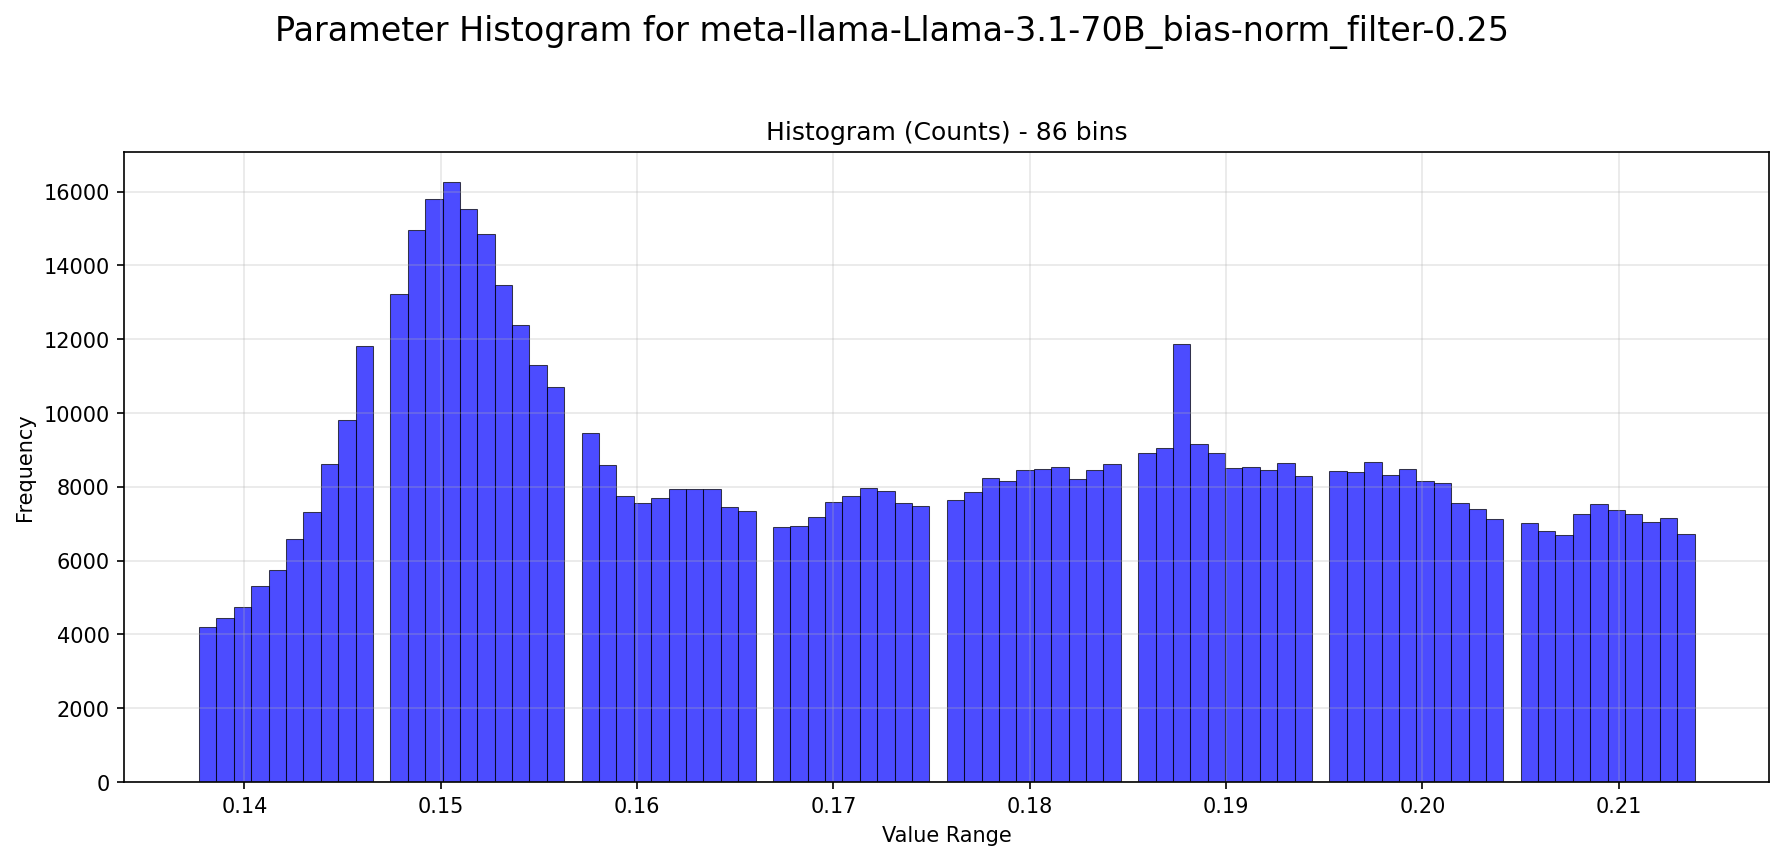 Parameter Histogram for meta-llama-Llama-3.1-70B_bias-norm_filter-0.25
Histogram (Counts) - 86 bins
Frequency
16000
14000
12000
10000
8000
6000
4000
2000
0
0.14 0.15 0.16 0.17 0.18 0.19 0.20 0.21
Value Range